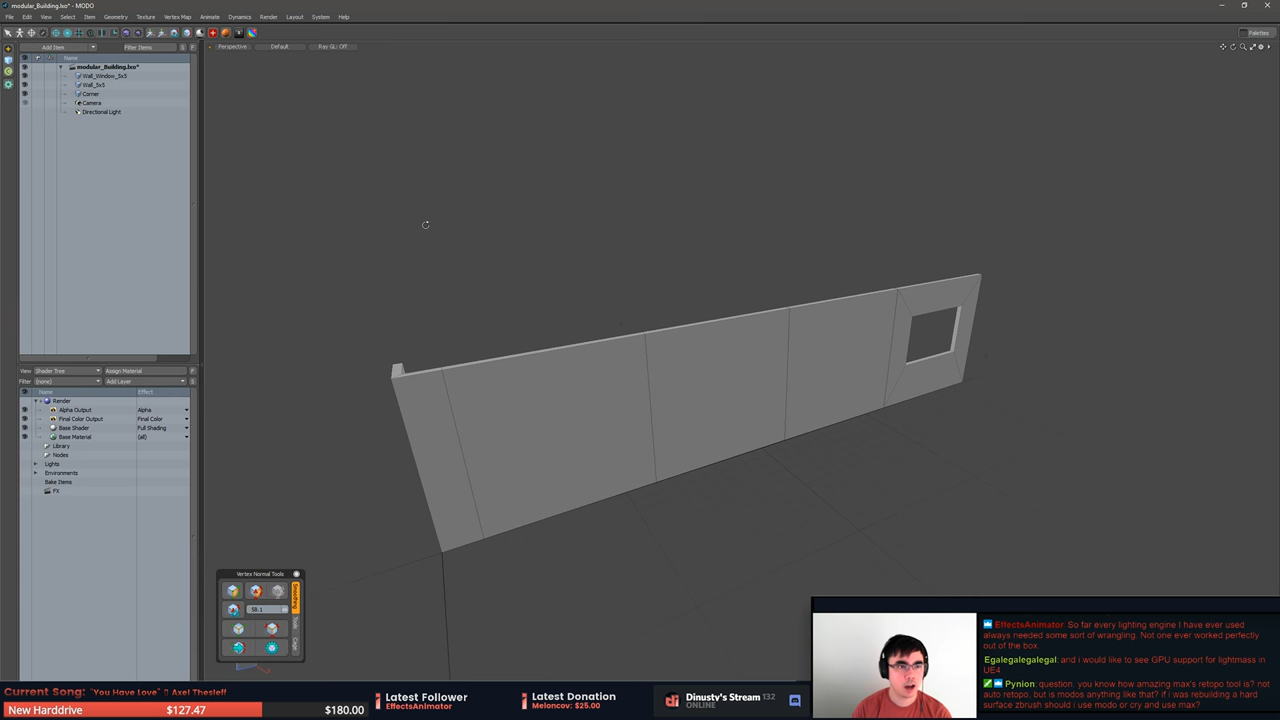 modular_Building.lxo* - MODO
File Edit View Select Item Geometry Texture Vertex Map Animate Dynamics Render Layout System Help
Palettes
Add Item Filter Items S F
Perspective Default Ray GL: Off
Name
modular_Building.lxo*
Wall_Window_5x5
Wall_5x5
Corner
Camera
Directional Light
View Shader Tree Assign Material F
Filter (none) Add Layer S
Name Effect
Render
Alpha Output Alpha
Final Color Output Final Color
Base Shader Full Shading
Base Material (all)
Library
Nodes
Lights
Environments
Bake Items
FX
Vertex Normal Tools
Smoothing
58.1
Tools
Cage
EffectsAnimator: So far every lighting engine I have ever used
always needed some sort of wrangling. Not one ever worked perfectly
out of the box.
Egalegalegalegal: and i would like to see GPU support for lightmass in
UE4
Pynion: question. you know how amazing max's retopo tool is? not
auto retopo, but is modos anything like that? if i was rebuilding a hard
surface zbrush should i use modo or cry and use max?
Current Song: "You Have Love" Axel Thesleff
New Harddrive $127.47 $180.00
Latest Follower
EffectsAnimator
Latest Donation
Meloncov: $25.00
Dinusty's Stream 132
ONLINE